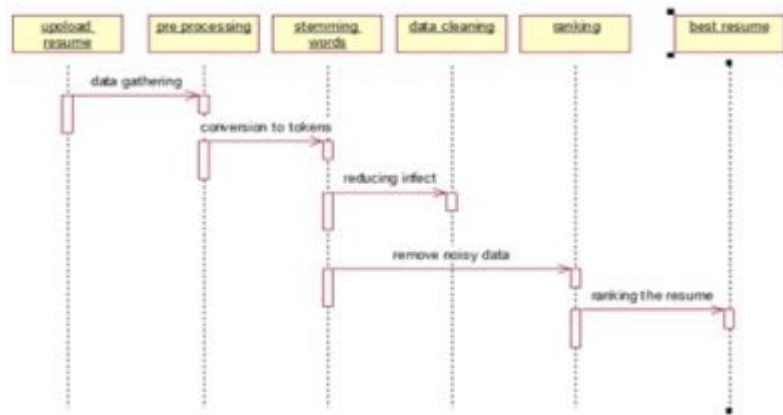 uppload
resume
pre processing
stemming
words
data cleaning
ranking
best resume
data gathering
conversion to tokens
reducing infect
remove noisy data
ranking the resume